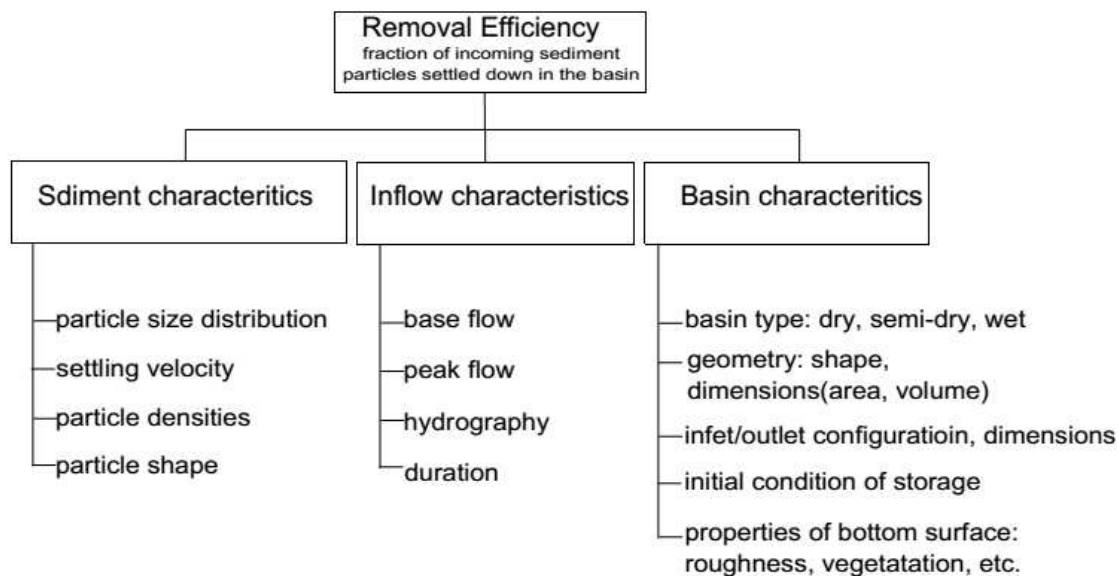 Removal Efficiency
fraction of incoming sediment
particles settled down in the basin
Sdiment characteritics
particle size distribution
settling velocity
particle densities
particle shape
Inflow characteristics
base flow
peak flow
hydrography
duration
Basin characteritics
basin type: dry, semi-dry, wet
geometry: shape,
dimensions(area, volume)
infet/outlet configuratioin, dimensions
initial condition of storage
properties of bottom surface:
roughness, vegetatation, etc.